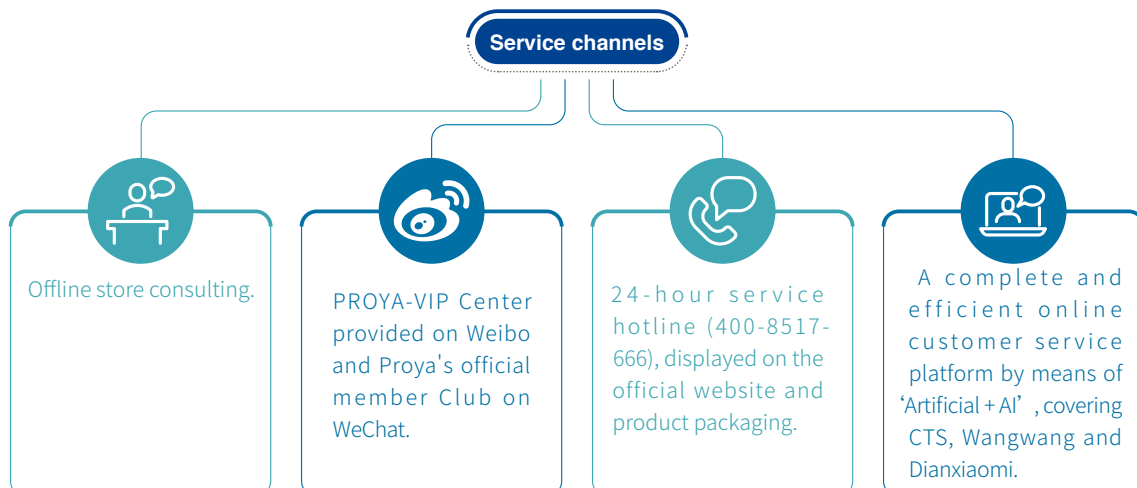 Service channels
Offline store consulting.
PROYA-VIP Center
provided on Weibo
and Proya's official
member Club on
WeChat.
24-hour service
hotline (400-8517-
666), displayed on the
official website and
product packaging.
A complete and
efficient online
customer service
platform by means of
‘Artificial + AI’, covering
CTS, Wangwang and
Dianxiaomi.